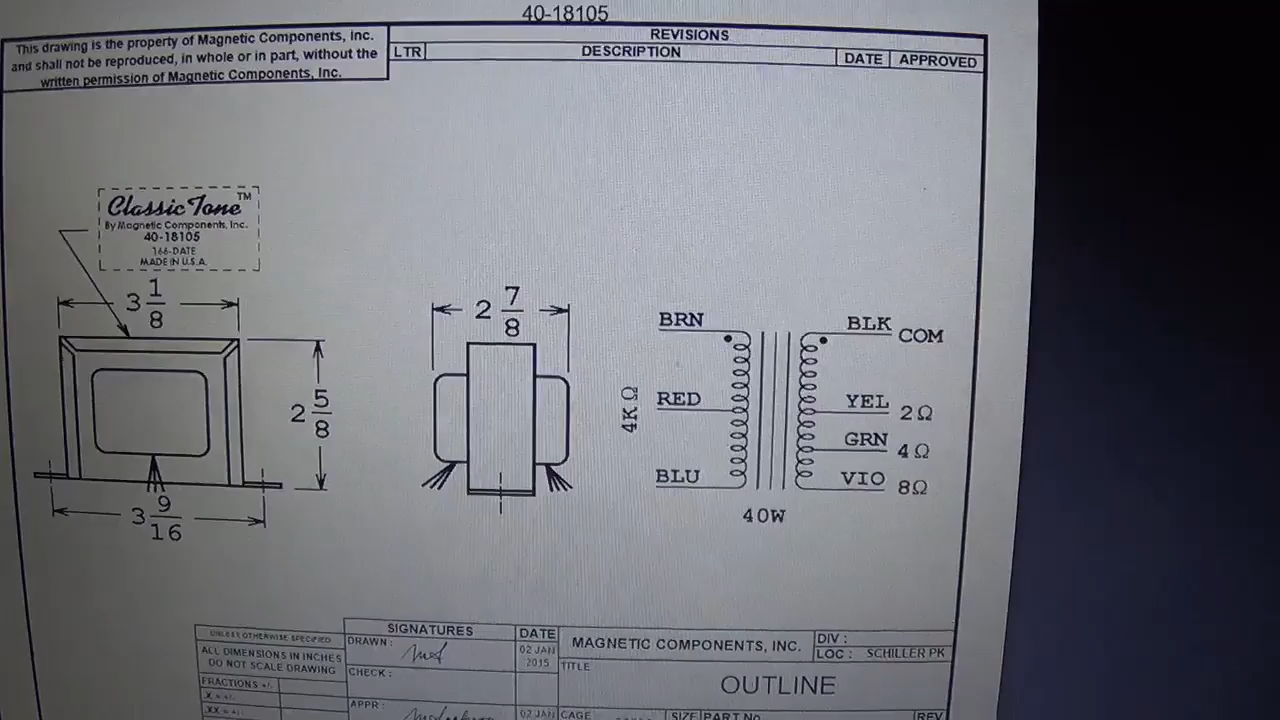 40-18105
This drawing is the property of Magnetic Components, Inc.
and shall not be reproduced, in whole or in part, without the
written permission of Magnetic Components, Inc.
REVISIONS
LTR DESCRIPTION DATE APPROVED
Classic Tone™
By Magnetic Components, Inc.
40-18105
166-DATE
MADE IN U.S.A.
3 1/8
2 5/8
3 9/16
2 7/8
4K Ω
BRN
RED
BLU
BLK COM
YEL 2Ω
GRN 4Ω
VIO 8Ω
40W
UNLESS OTHERWISE SPECIFIED
ALL DIMENSIONS IN INCHES
DO NOT SCALE DRAWING
FRACTIONS +/-
X = +/-
XX = +/-
SIGNATURES
DATE
DRAWN :
02 JAN
2015
CHECK :
APPR :
02 JAN
MAGNETIC COMPONENTS, INC.
DIV :
LOC : SCHILLER PK
TITLE
OUTLINE
CAGE
SIZE PART No
REV